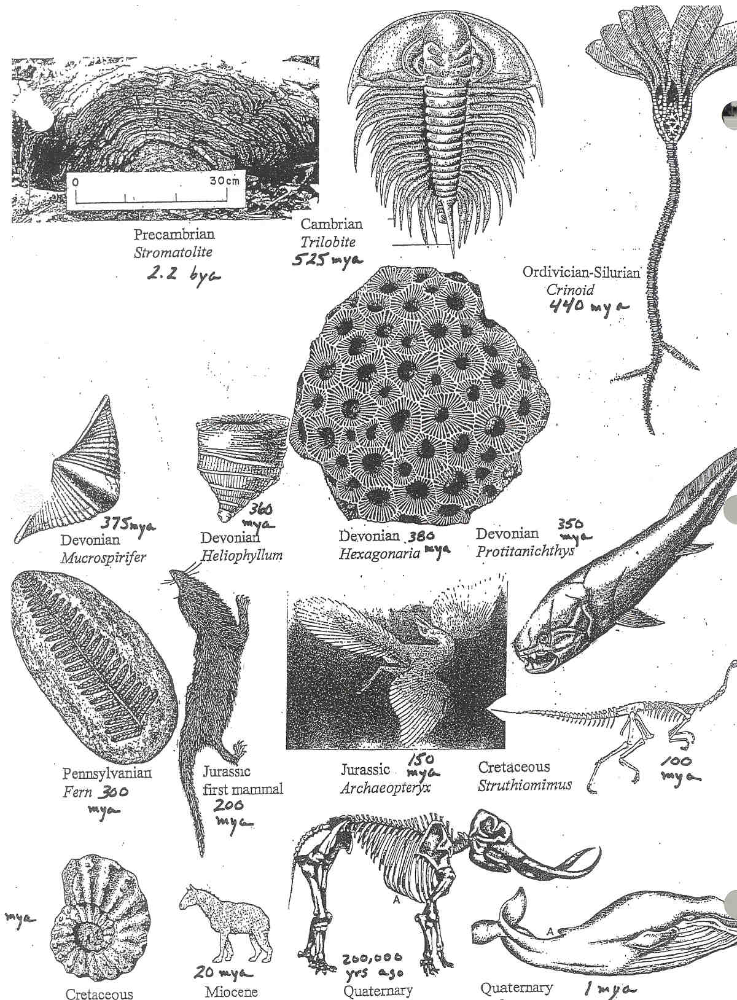 0 30cm
Precambrian
Stromatolite
2.2 bya
Cambrian
Trilobite
525 mya
Ordivician-Silurian
Crinoid
440 mya
375 mya
Devonian
Mucrospirifer
360
mya
Devonian
Heliophyllum
Devonian 380
Hexagonaria mya
Devonian 350
mya
Protitanichthys
Pennsylvanian
Fern 300
mya
Jurassic
first mammal
200
mya
Jurassic 150
mya
Archaeopteryx
Cretaceous
Struthiomimus
100
mya
mya
Cretaceous
20 mya
Miocene
A
200,000
yrs ago
Quaternary
A
Quaternary 1 mya